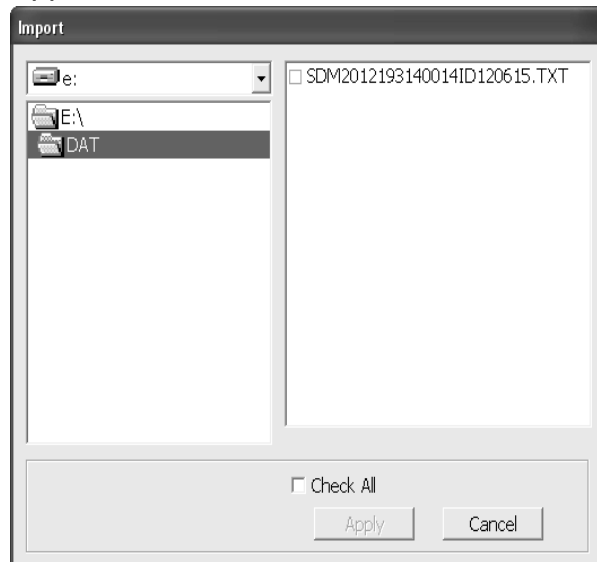 Import
e:
SDM2012193140014ID120615.TXT
E:\
DAT
Check All
Apply
Cancel